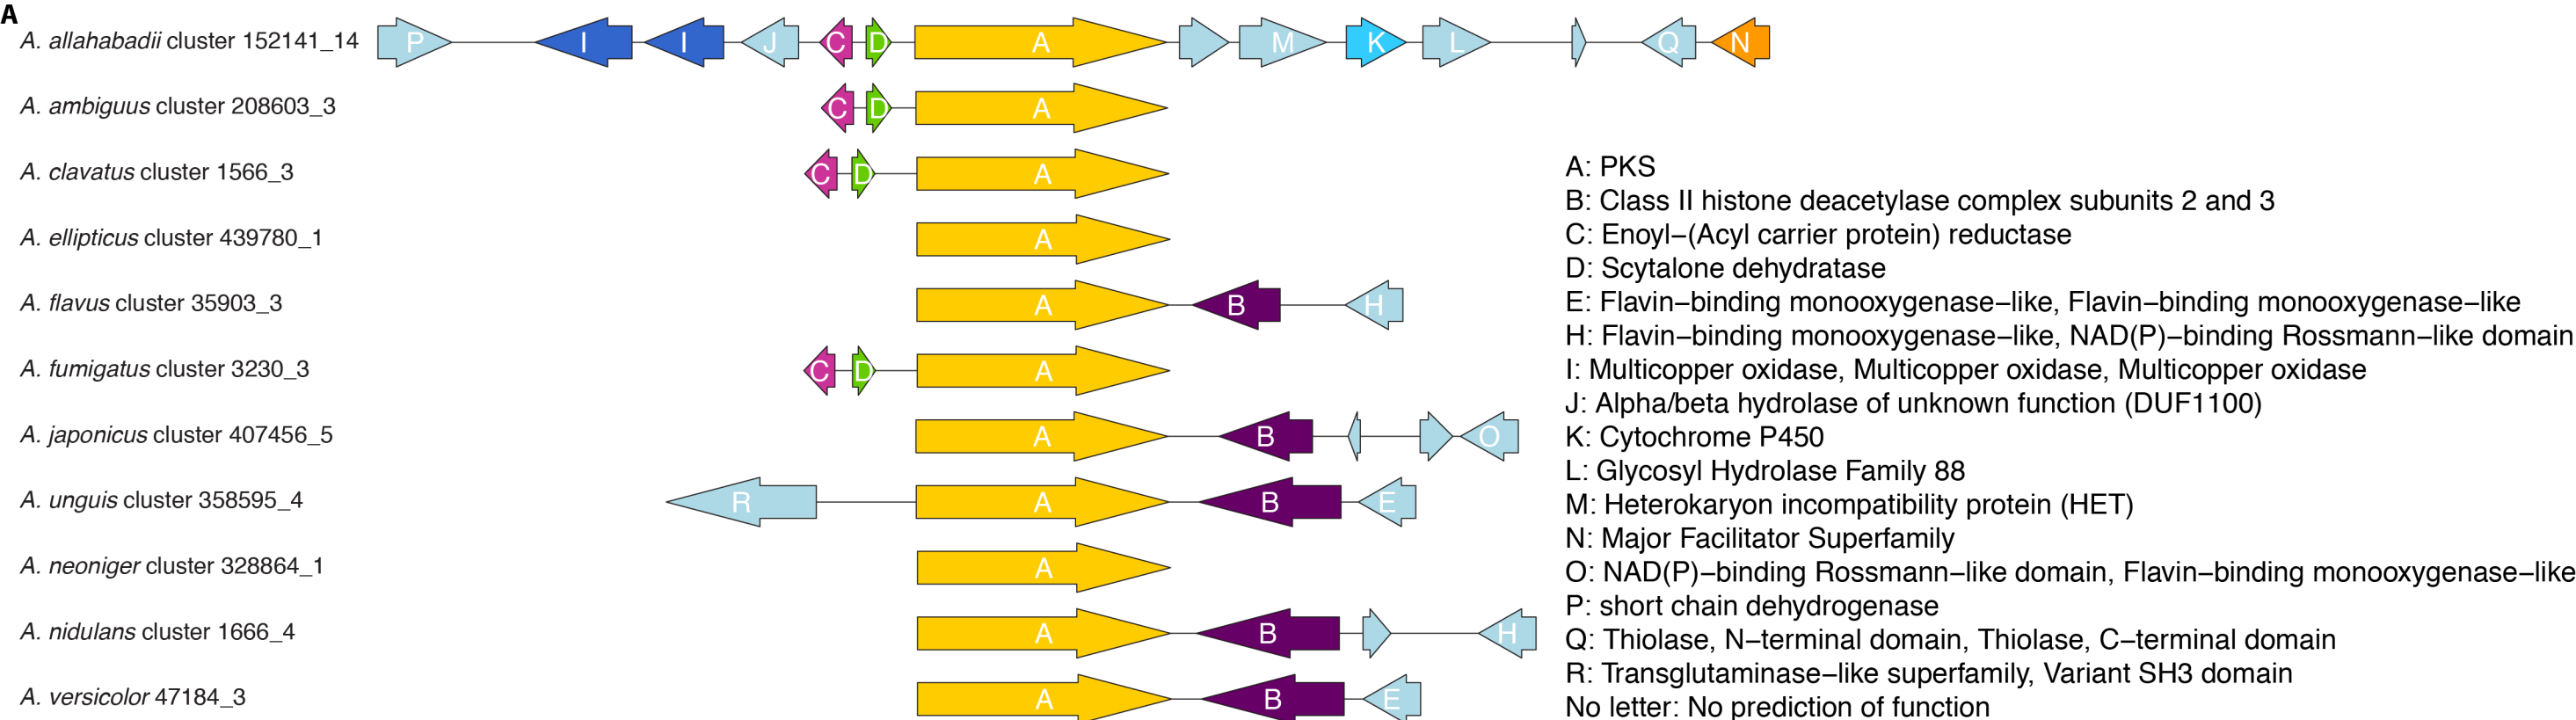 A
A. allahabadii cluster 152141_14 P I I J C D A M K L Q N
A. ambiguus cluster 208603_3 C D A
A. clavatus cluster 1566_3 C D A
A. ellipticus cluster 439780_1 A
A. flavus cluster 35903_3 A B H
A. fumigatus cluster 3230_3 C D A
A. japonicus cluster 407456_5 A B O
A. unguis cluster 358595_4 R A B E
A. neoniger cluster 328864_1 A
A. nidulans cluster 1666_4 A B H
A. versicolor 47184_3 A B E
A: PKS
B: Class II histone deacetylase complex subunits 2 and 3
C: Enoyl−(Acyl carrier protein) reductase
D: Scytalone dehydratase
E: Flavin−binding monooxygenase−like, Flavin−binding monooxygenase−like
H: Flavin−binding monooxygenase−like, NAD(P)−binding Rossmann−like domain
I: Multicopper oxidase, Multicopper oxidase, Multicopper oxidase
J: Alpha/beta hydrolase of unknown function (DUF1100)
K: Cytochrome P450
L: Glycosyl Hydrolase Family 88
M: Heterokaryon incompatibility protein (HET)
N: Major Facilitator Superfamily
O: NAD(P)−binding Rossmann−like domain, Flavin−binding monooxygenase−like
P: short chain dehydrogenase
Q: Thiolase, N−terminal domain, Thiolase, C−terminal domain
R: Transglutaminase−like superfamily, Variant SH3 domain
No letter: No prediction of function